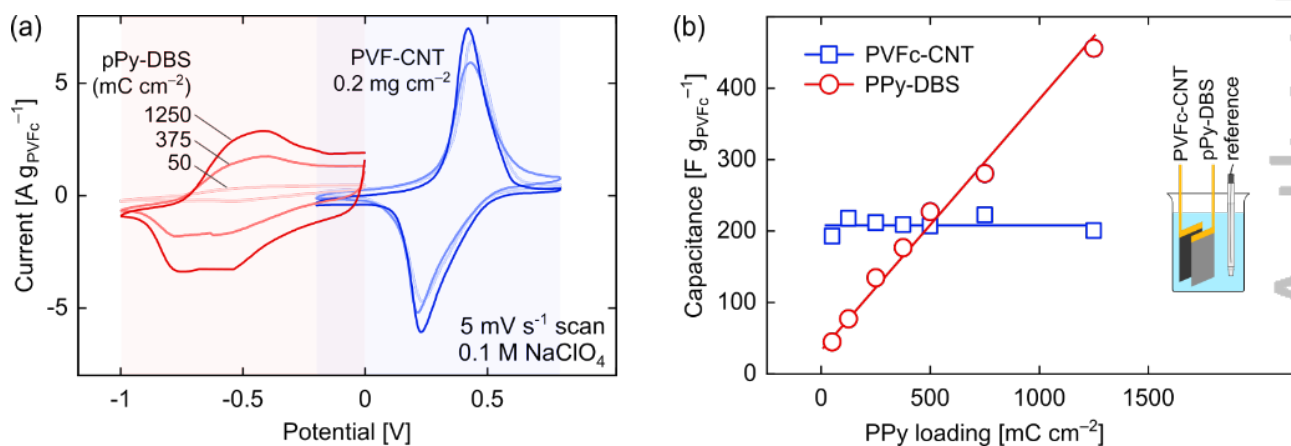 (a)
pPy-DBS
(mC cm⁻²)
1250
375
50
PVF-CNT
0.2 mg cm⁻²
5 mV s⁻¹ scan
0.1 M NaClO₄
Current [A g_PVFc⁻¹]
5
0
-5
-1
-0.5
0
0.5
Potential [V]
(b)
PVFc-CNT
PPy-DBS
Capacitance [F g_PVFc⁻¹]
400
300
200
100
0
0
500
1000
1500
PPy loading [mC cm⁻²]
PVFc-CNT
pPy-DBS
reference